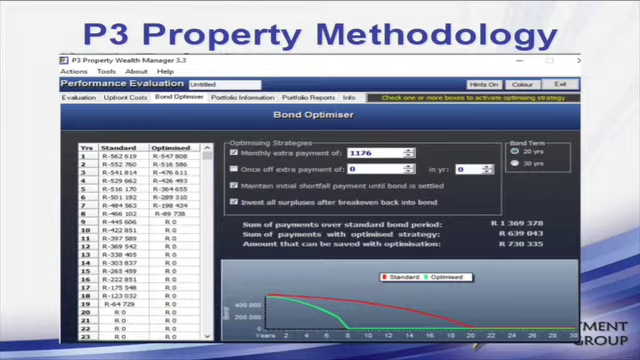 P3 Property Methodology
P3 Property Wealth Manager 3.3
Actions Tools About Help
Performance Evaluation Untitled Hints On Colour Exit
Evaluation Upfront Costs Bond Optimiser Portfolio Information Portfolio Reports Info Check one or more boxes to activate optimising strategy
Bond Optimiser
Yrs Standard Optimised
1 R-562 619 R-547 808
2 R-552 760 R-516 586
3 R-541 814 R-476 611
4 R-529 662 R-426 493
5 R-516 170 R-364 655
6 R-501 192 R-289 310
7 R-484 563 R-198 434
8 R-466 102 R-89 738
9 R-445 606 R 0
10 R-422 851 R 0
11 R-397 589 R 0
12 R-369 542 R 0
13 R-338 405 R 0
14 R-303 837 R 0
15 R-265 459 R 0
16 R-222 851 R 0
17 R-175 548 R 0
18 R-123 032 R 0
19 R-64 729 R 0
20 R 0 R 0
21 R 0 R 0
22 R 0 R 0
23 R 0 R 0
Optimising Strategies
Monthly extra payment of 1176
Once off extra payment of 0 in yr: 0
Maintain initial shortfall payment until bond is settled
Invest all surpluses after breakeven back into bond
Bond Term
20 yrs
30 yrs
Sum of payments over standard bond period: R 1 369 378
Sum of payments with optimised strategy: R 639 043
Amount that can be saved with optimisation: R 730 335
Standard Optimised
Bond
400 000
200 000
0
Years 2 4 6 8 10 12 14 16 18 20 22 24 26 28 30
TMENT
GROUP